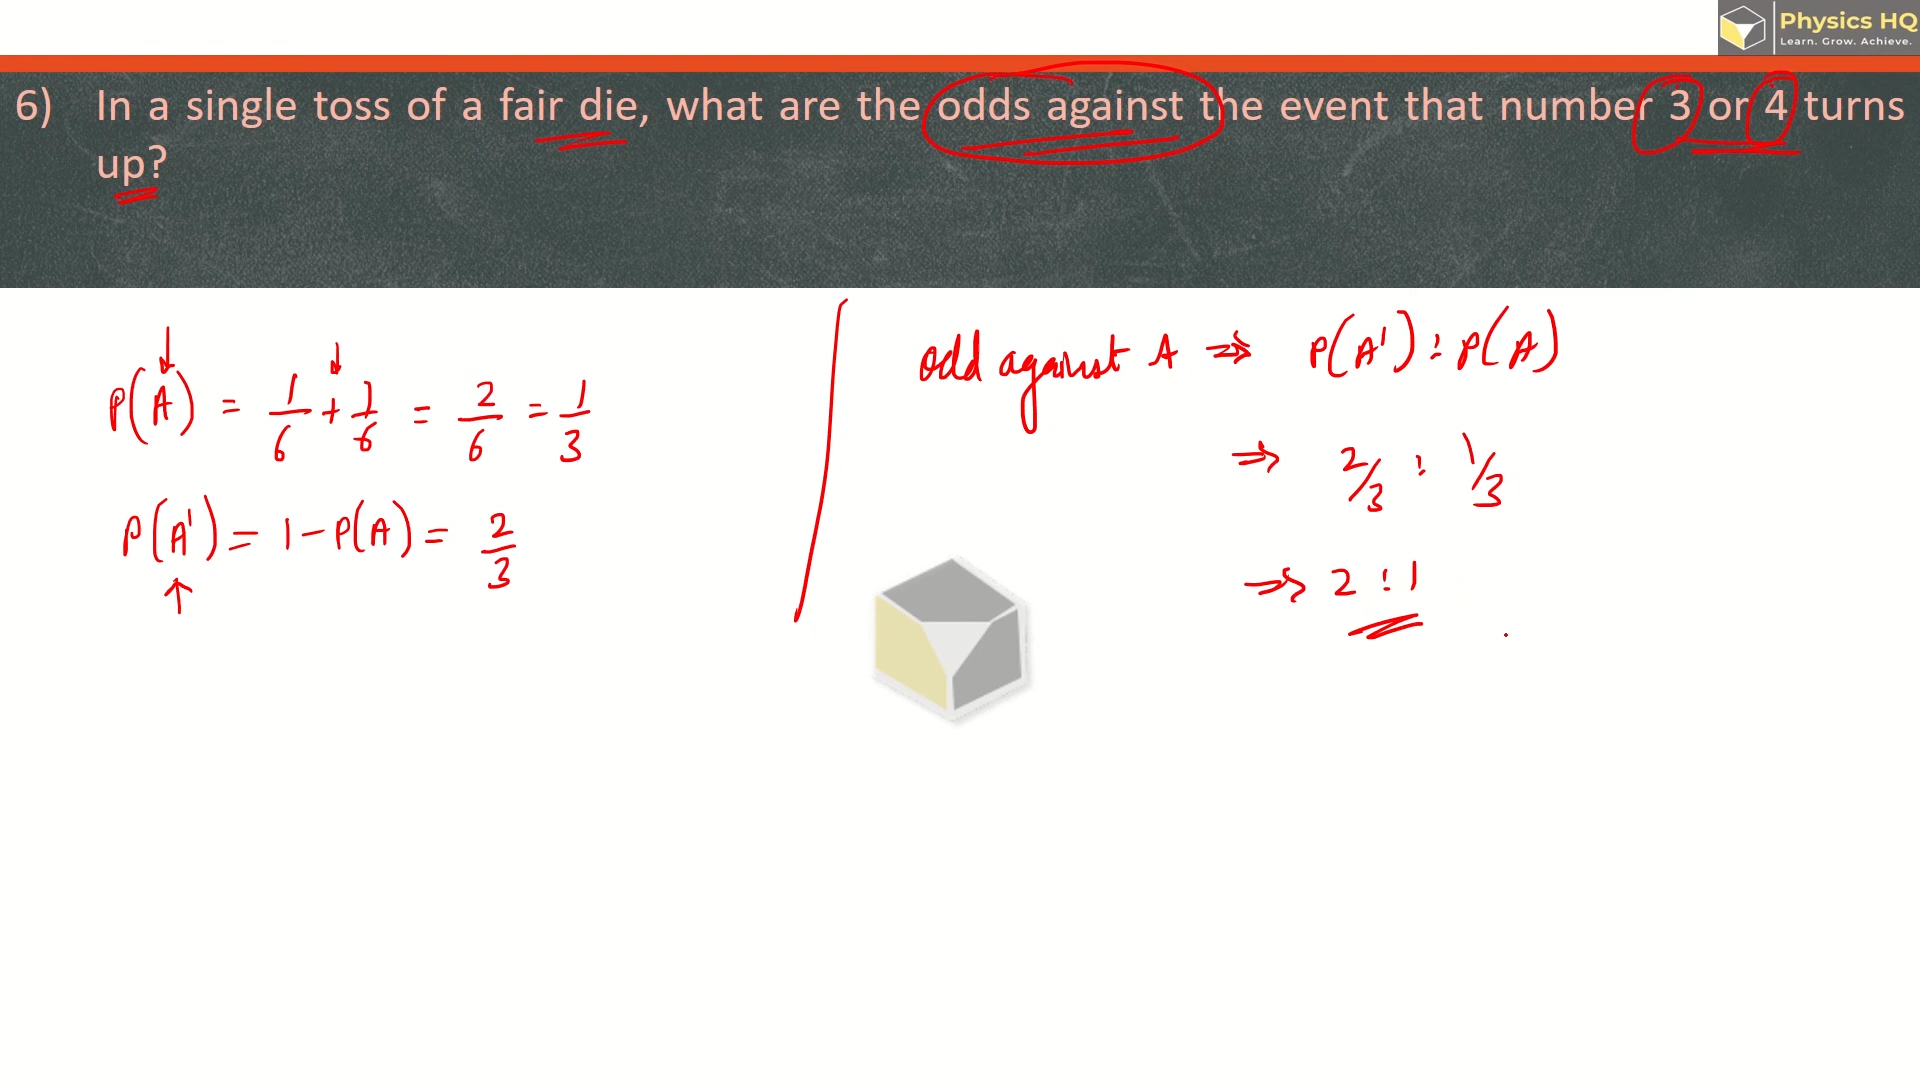 Physics HQ
Learn. Grow. Achieve.
6) In a single toss of a fair die, what are the odds against the event that number 3 or 4 turns
up?
P(A) = 1/6 + 1/6 = 2/6 = 1/3
P(A') = 1 - P(A) = 2/3
odd against A ⇒ P(A') : P(A)
⇒ 2/3 : 1/3
⇒ 2 : 1